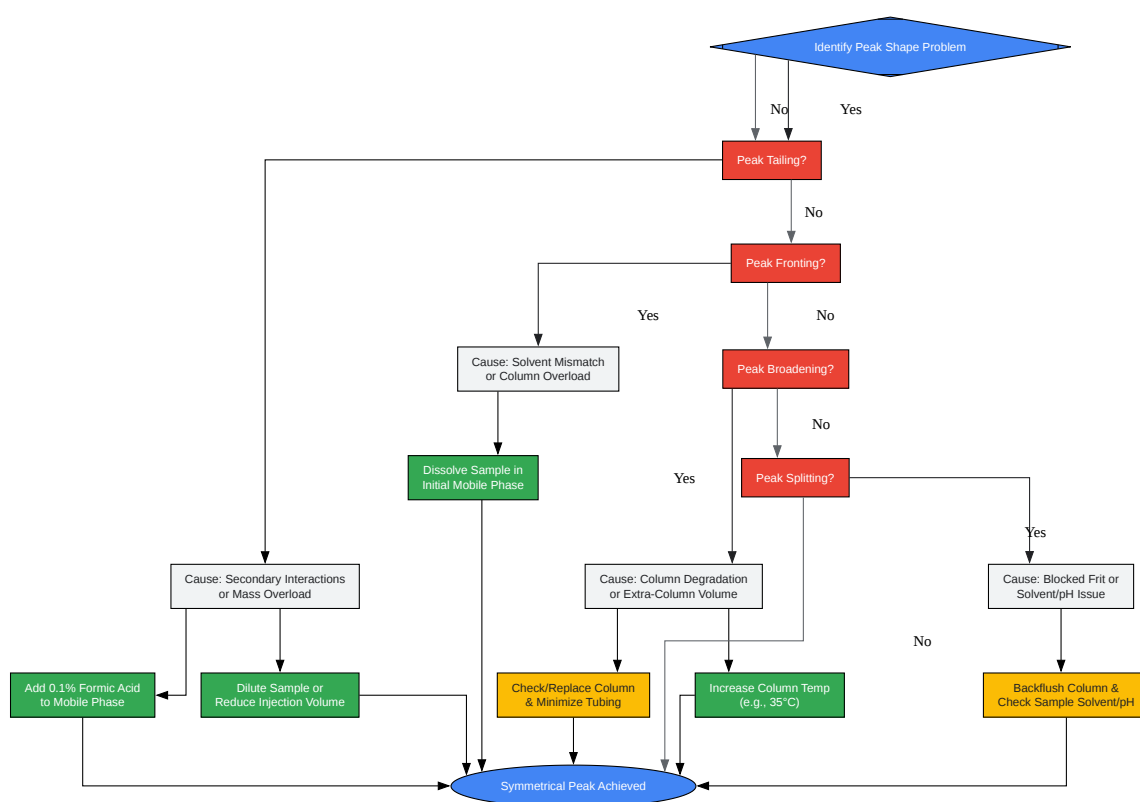 Identify Peak Shape Problem
No
Yes
Peak Tailing?
No
Peak Fronting?
Yes
No
Cause: Solvent Mismatch
or Column Overload
Peak Broadening?
No
Dissolve Sample in
Initial Mobile Phase
Yes
Peak Splitting?
Yes
Cause: Secondary Interactions
or Mass Overload
Cause: Column Degradation
or Extra-Column Volume
Cause: Blocked Frit or
Solvent/pH Issue
No
Add 0.1% Formic Acid
to Mobile Phase
Dilute Sample or
Reduce Injection Volume
Check/Replace Column
& Minimize Tubing
Increase Column Temp
(e.g., 35°C)
Backflush Column &
Check Sample Solvent/pH
Symmetrical Peak Achieved